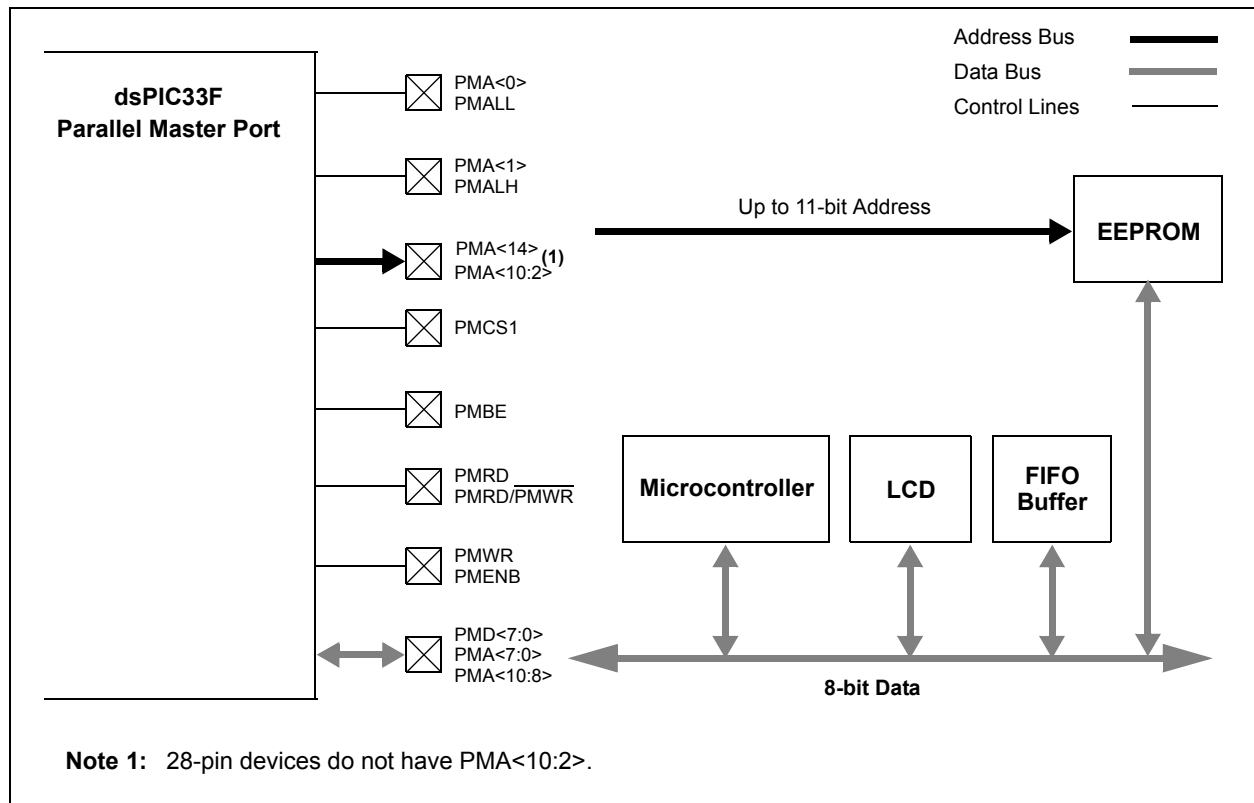 Address Bus
Data Bus
Control Lines
dsPIC33F
Parallel Master Port
PMA<0>
PMALL
PMA<1>
PMALH
PMA<14> (1)
PMA<10:2>
PMCS1
PMBE
PMRD
PMRD/PMWR
PMWR
PMENB
PMD<7:0>
PMA<7:0>
PMA<10:8>
Up to 11-bit Address
EEPROM
Microcontroller
LCD
FIFO
Buffer
8-bit Data
Note 1: 28-pin devices do not have PMA<10:2>.